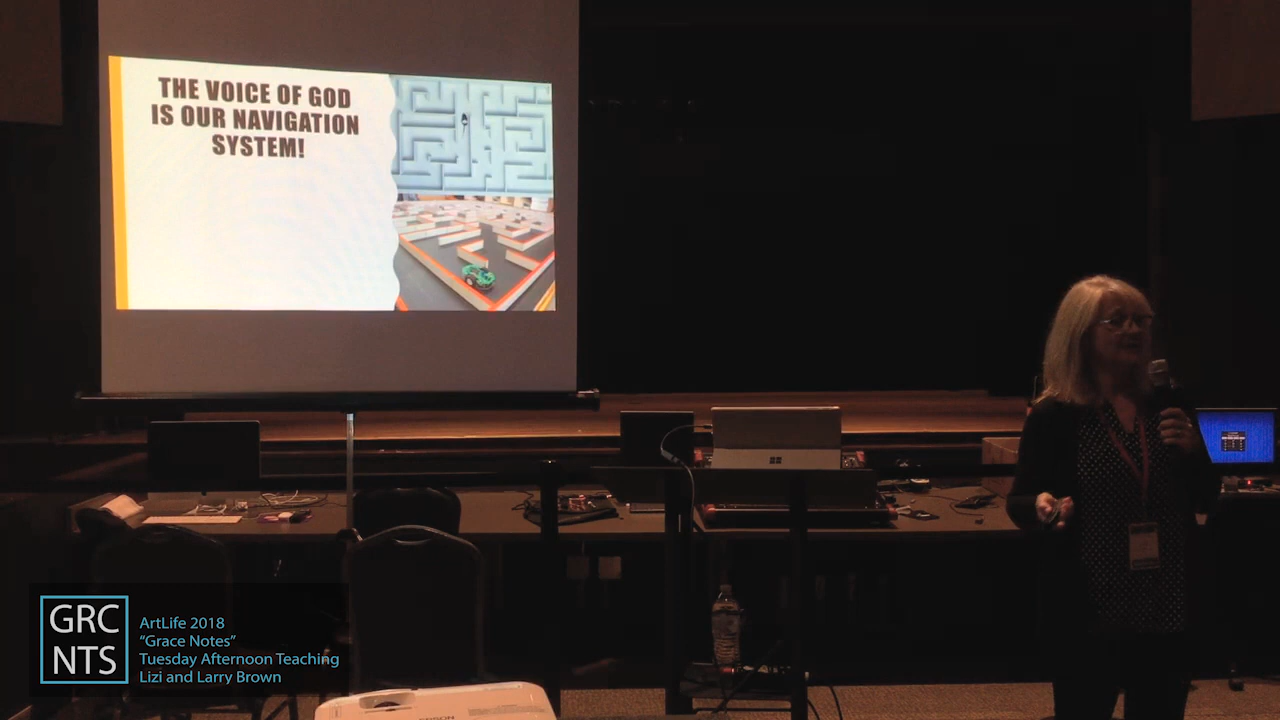 THE VOICE OF GOD
IS OUR NAVIGATION
SYSTEM!
GRC
NTS
ArtLife 2018
“Grace Notes”
Tuesday Afternoon Teaching
Lizi and Larry Brown
EPSON